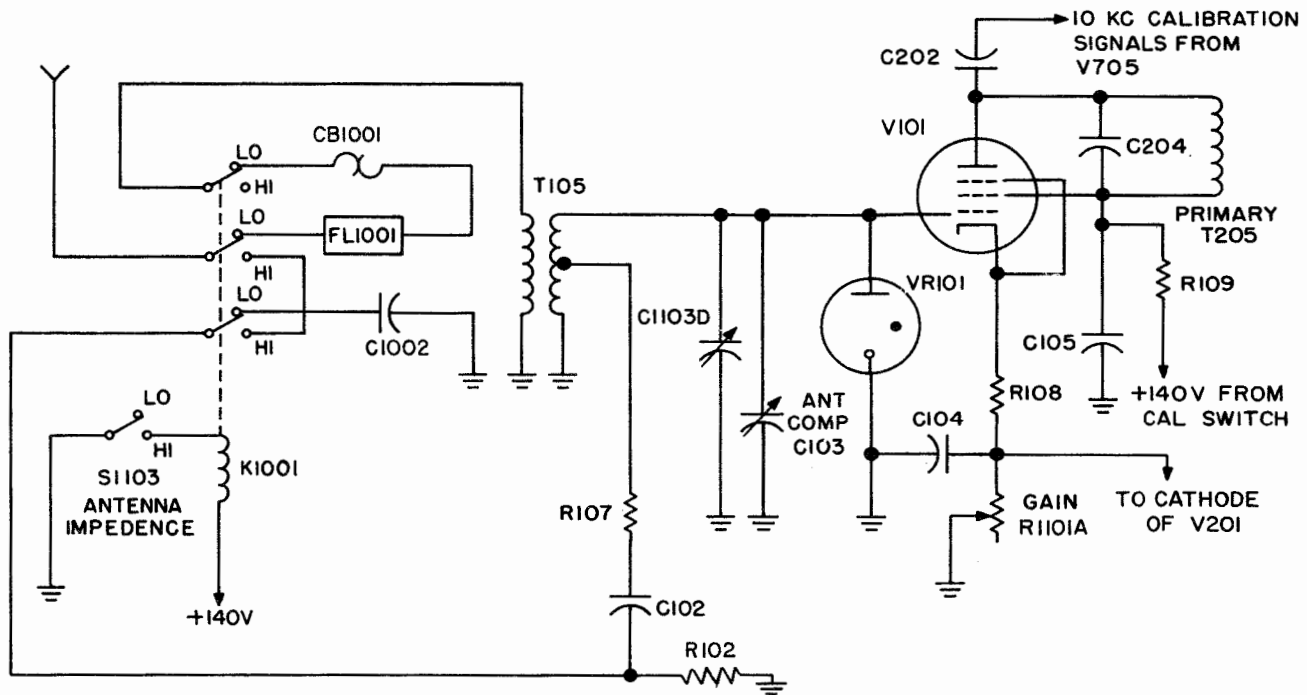 10 KC CALIBRATION
SIGNALS FROM
V705
C202
V101
C204
LO
CB1001
HI
T105
LO
FL1001
HI
PRIMARY
T205
LO
HI
C1002
C1103D
VR101
R109
C105
LO
HI
S1103
ANTENNA
IMPEDENCE
K1001
ANT
COMP
C103
R108
+140V FROM
CAL SWITCH
C104
R107
GAIN
R1101A
TO CATHODE
OF V201
+140V
C102
R102